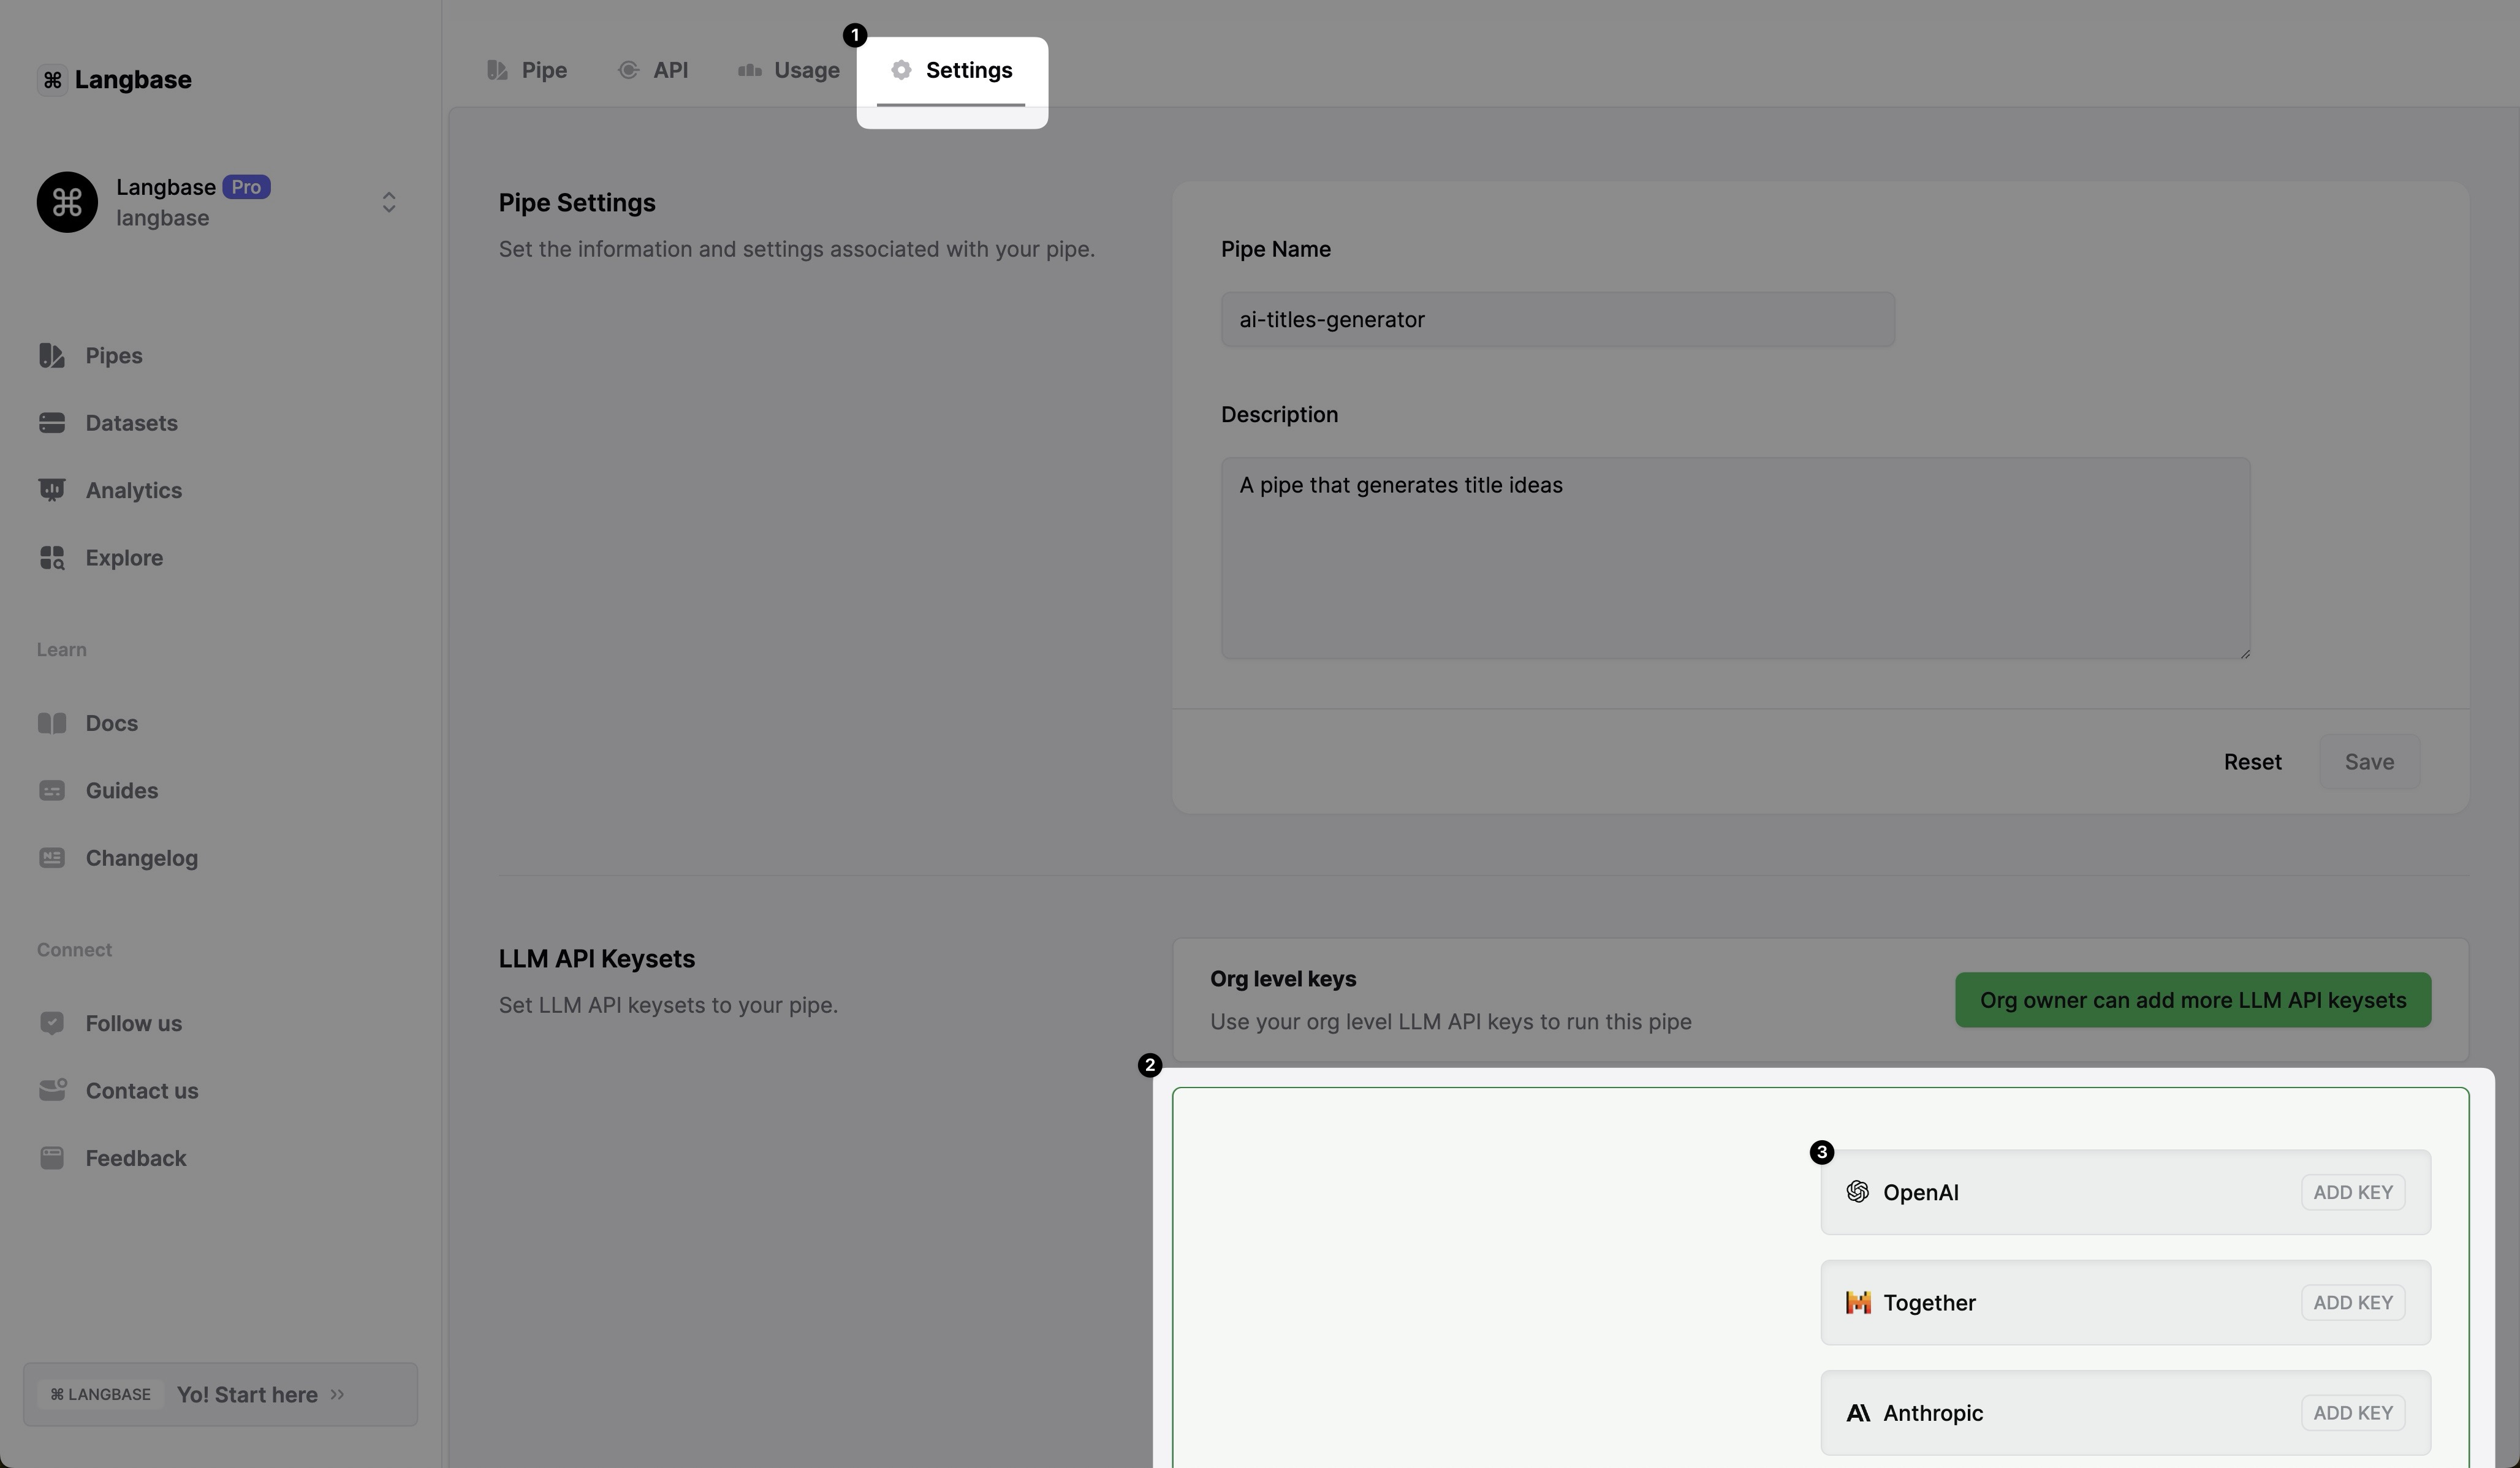 ⌘ Langbase
Langbase Pro
langbase
Pipes
Datasets
Analytics
Explore
Learn
Docs
Guides
Changelog
Connect
Follow us
Contact us
Feedback
⌘ LANGBASE Yo! Start here
Pipe API Usage 1 Settings
Pipe Settings
Set the information and settings associated with your pipe.
Pipe Name
ai-titles-generator
Description
A pipe that generates title ideas
Reset Save
LLM API Keysets
Set LLM API keysets to your pipe.
Org level keys
Use your org level LLM API keys to run this pipe
Org owner can add more LLM API keysets
2
3
OpenAI ADD KEY
Together ADD KEY
Anthropic ADD KEY